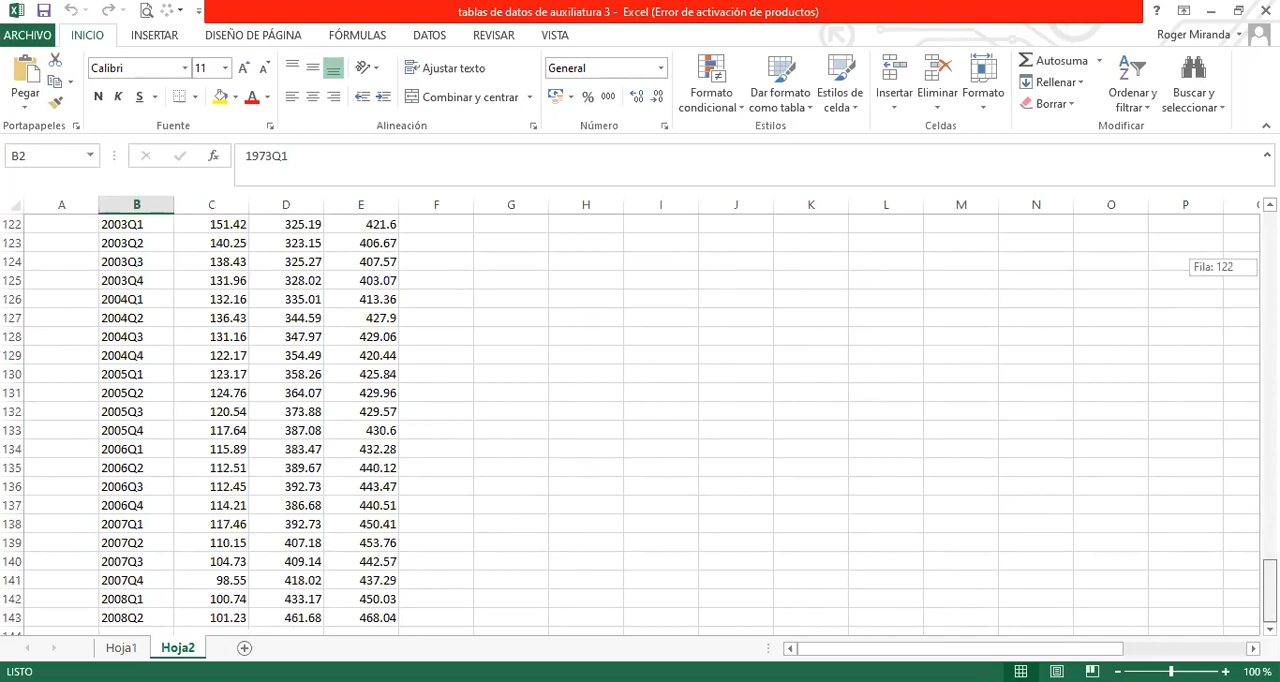 tablas de datos de auxiliatura 3 - Excel (Error de activación de productos)
?
ARCHIVO INICIO INSERTAR DISEÑO DE PÁGINA FÓRMULAS DATOS REVISAR VISTA Roger Miranda
Pegar Calibri 11 Ajustar texto General Formato condicional Dar formato como tabla Estilos de celda Insertar Eliminar Formato Autosuma Rellenar Borrar Ordenar y filtrar Buscar y seleccionar
N K S Combinar y centrar % 000
Portapapeles Fuente Alineación Número Estilos Celdas Modificar
B2 fx 1973Q1
A B C D E F G H I J K L M N O P
122 2003Q1 151.42 325.19 421.6
123 2003Q2 140.25 323.15 406.67
124 2003Q3 138.43 325.27 407.57 Fila: 122
125 2003Q4 131.96 328.02 403.07
126 2004Q1 132.16 335.01 413.36
127 2004Q2 136.43 344.59 427.9
128 2004Q3 131.16 347.97 429.06
129 2004Q4 122.17 354.49 420.44
130 2005Q1 123.17 358.26 425.84
131 2005Q2 124.76 364.07 429.96
132 2005Q3 120.54 373.88 429.57
133 2005Q4 117.64 387.08 430.6
134 2006Q1 115.89 383.47 432.28
135 2006Q2 112.51 389.67 440.12
136 2006Q3 112.45 392.73 443.47
137 2006Q4 114.21 386.68 440.51
138 2007Q1 117.46 392.73 450.41
139 2007Q2 110.15 407.18 453.76
140 2007Q3 104.73 409.14 442.57
141 2007Q4 98.55 418.02 437.29
142 2008Q1 100.74 433.17 450.03
143 2008Q2 101.23 461.68 468.04
Hoja1 Hoja2
LISTO 100 %